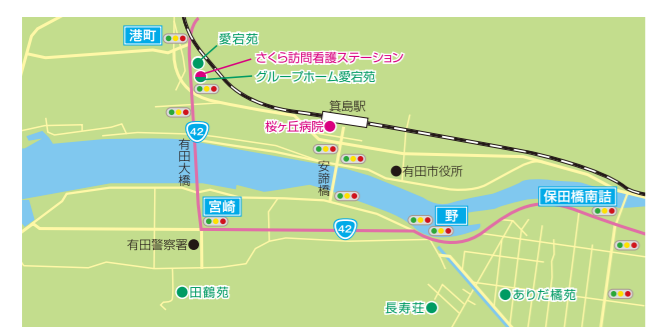 港町
愛宕苑
さくら訪問看護ステーション
グループホーム愛宕苑
箕島駅
桜ヶ丘病院
42
有田大橋
安諦橋
有田市役所
保田橋南詰
宮崎
野
42
有田警察署
田鶴苑
長寿荘
ありだ橘苑